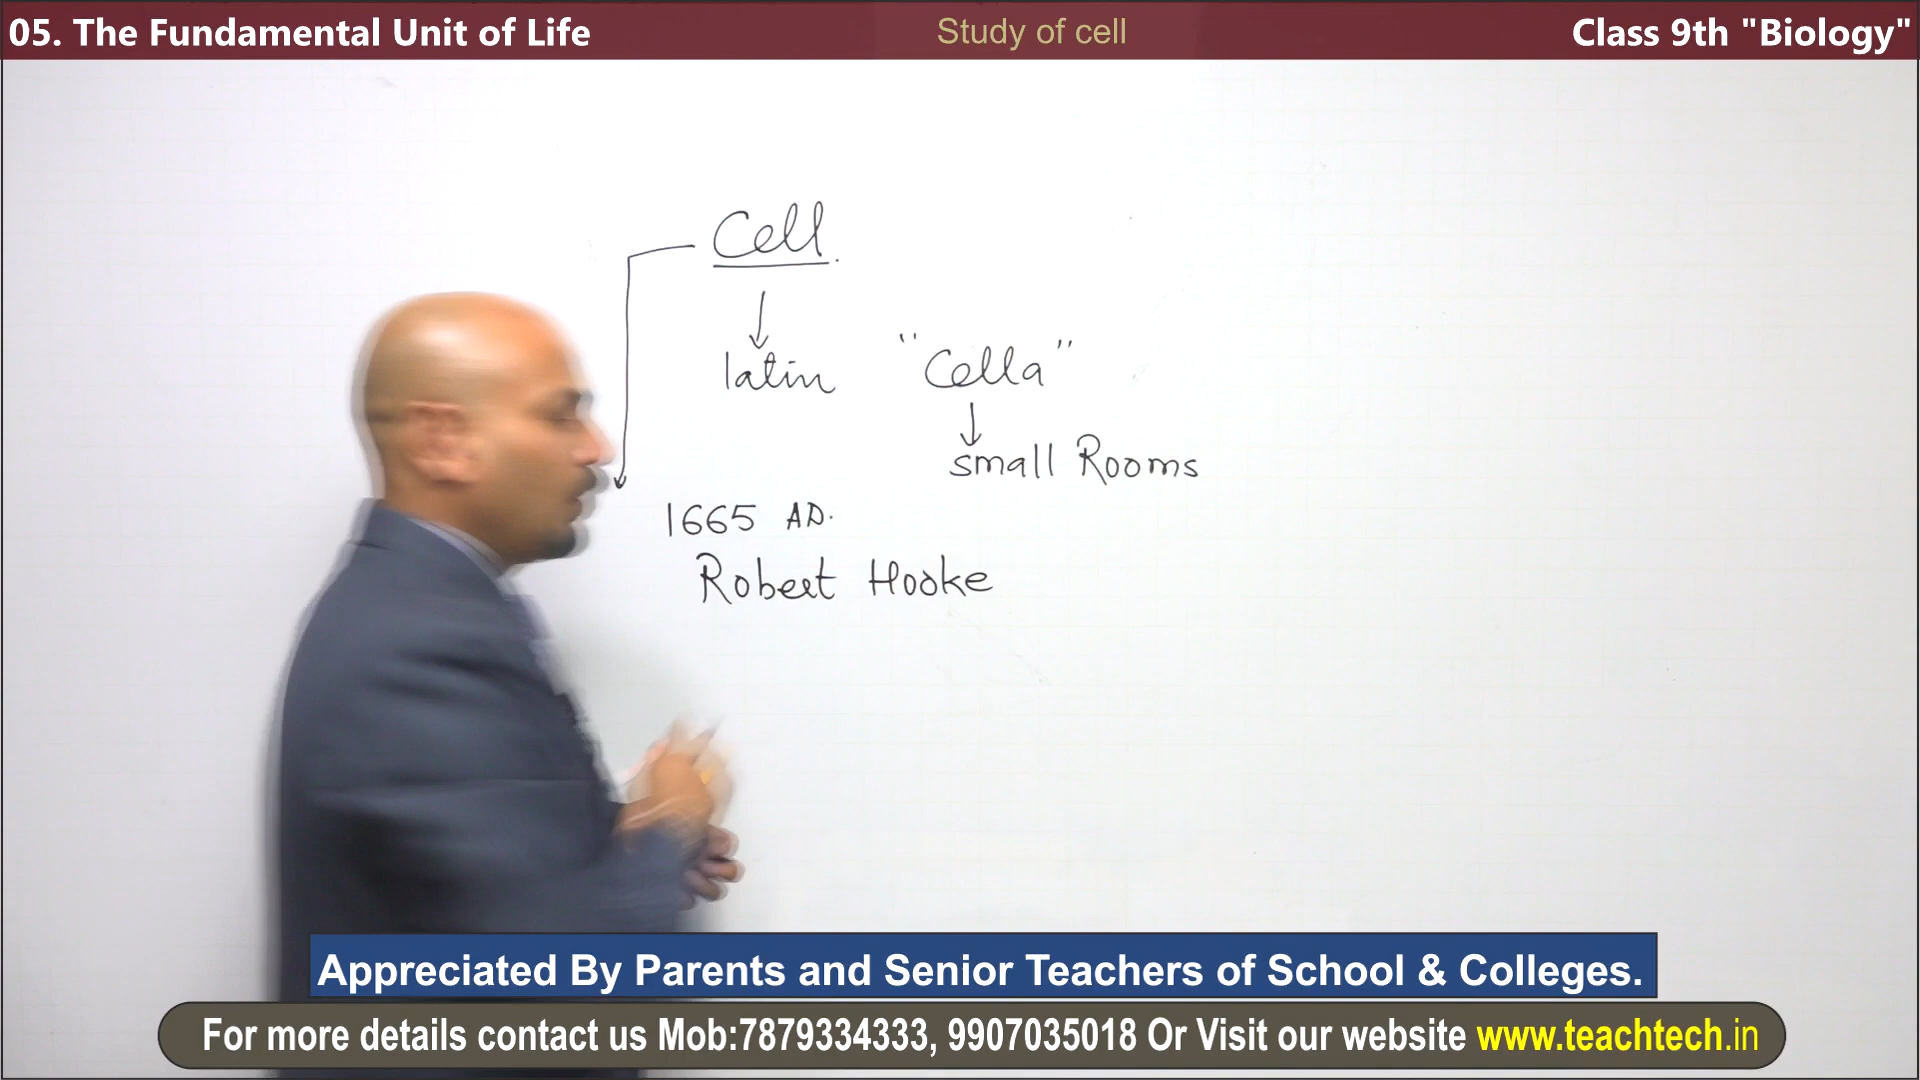 05. The Fundamental Unit of Life
Study of cell
Class 9th "Biology"
Cell.
latin "Cella"
small Rooms
1665 AD.
Robert Hooke
Appreciated By Parents and Senior Teachers of School & Colleges.
For more details contact us Mob:7879334333, 9907035018 Or Visit our website www.teachtech.in